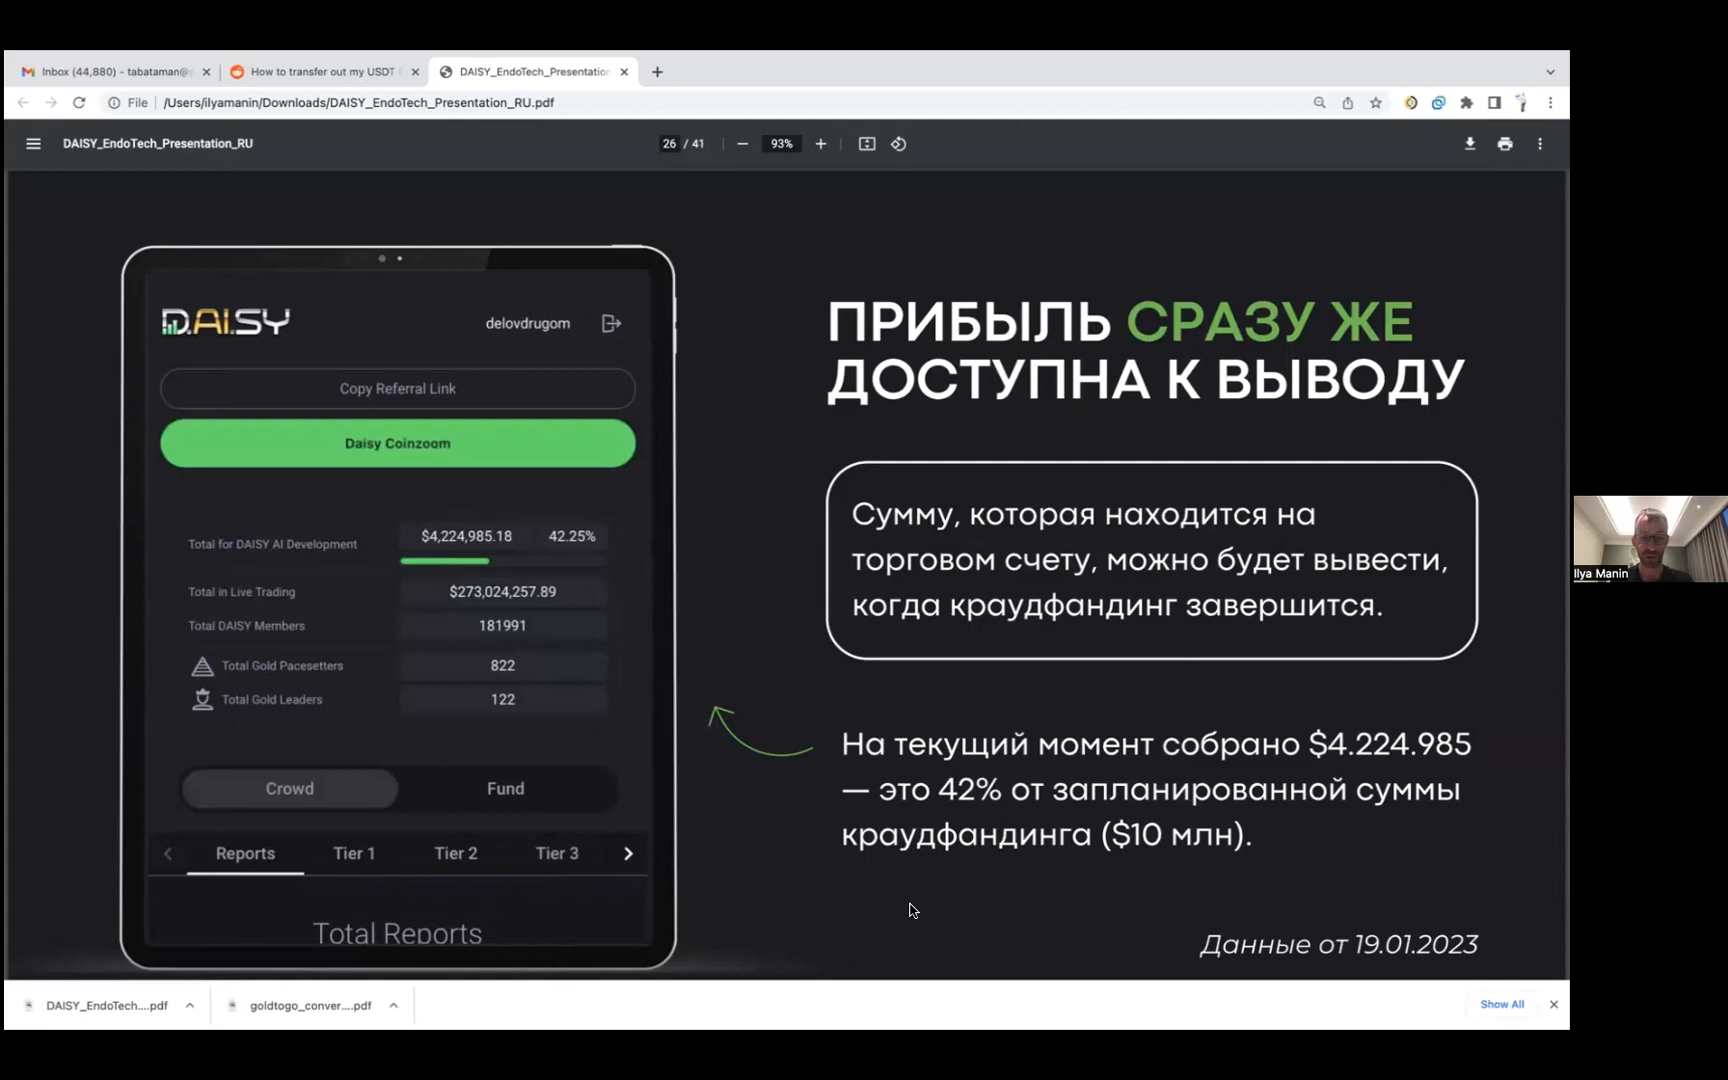 Inbox (44,880) - tabataman@
How to transfer out my USDT
DAISY_EndoTech_Presentation
File
/Users/ilyamanin/Downloads/DAISY_EndoTech_Presentation_RU.pdf
DAISY_EndoTech_Presentation_RU
26 / 41
93%
D.AI.SY
delovdrugom
Copy Referral Link
Daisy Coinzoom
Total for DAISY AI Development $4,224,985.18 42.25%
Total in Live Trading $273,024,257.89
Total DAISY Members 181991
Total Gold Pacesetters 822
Total Gold Leaders 122
Crowd Fund
Reports Tier 1 Tier 2 Tier 3
Total Reports
ПРИБЫЛЬ СРАЗУ ЖЕ
ДОСТУПНА К ВЫВОДУ
Сумму, которая находится на
торговом счету, можно будет вывести,
когда краудфандинг завершится.
На текущий момент собрано $4.224.985
— это 42% от запланированной суммы
краудфандинга ($10 млн).
Данные от 19.01.2023
Ilya Manin
DAISY_EndoTech....pdf
goldtogo_conver....pdf
Show All